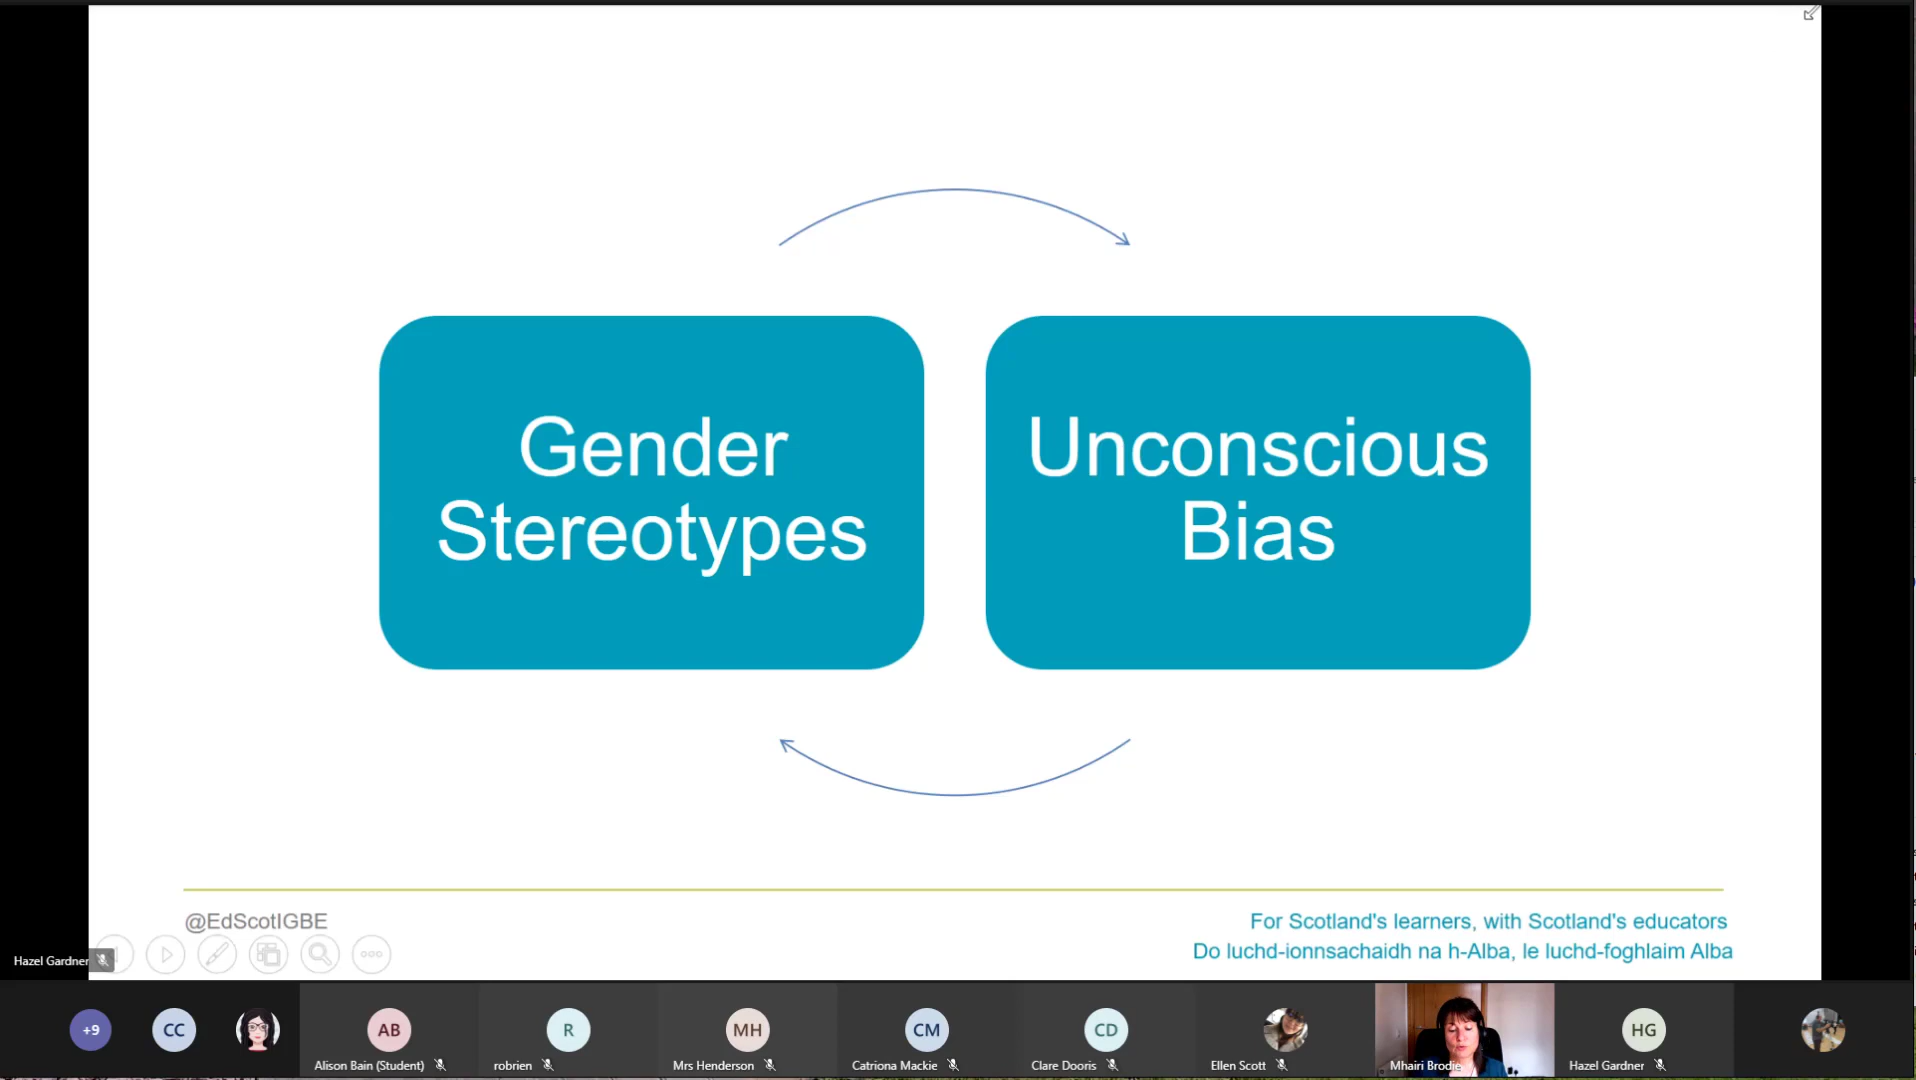 Gender
Stereotypes
Unconscious
Bias
@EdScotIGBE
For Scotland's learners, with Scotland's educators
Do luchd-ionnsachaidh na h-Alba, le luchd-foghlaim Alba
Hazel Gardner
+9
CC
AB
Alison Bain (Student)
R
robrien
MH
Mrs Henderson
CM
Catriona Mackie
CD
Clare Dooris
Ellen Scott
Mhairi Brodie
HG
Hazel Gardner